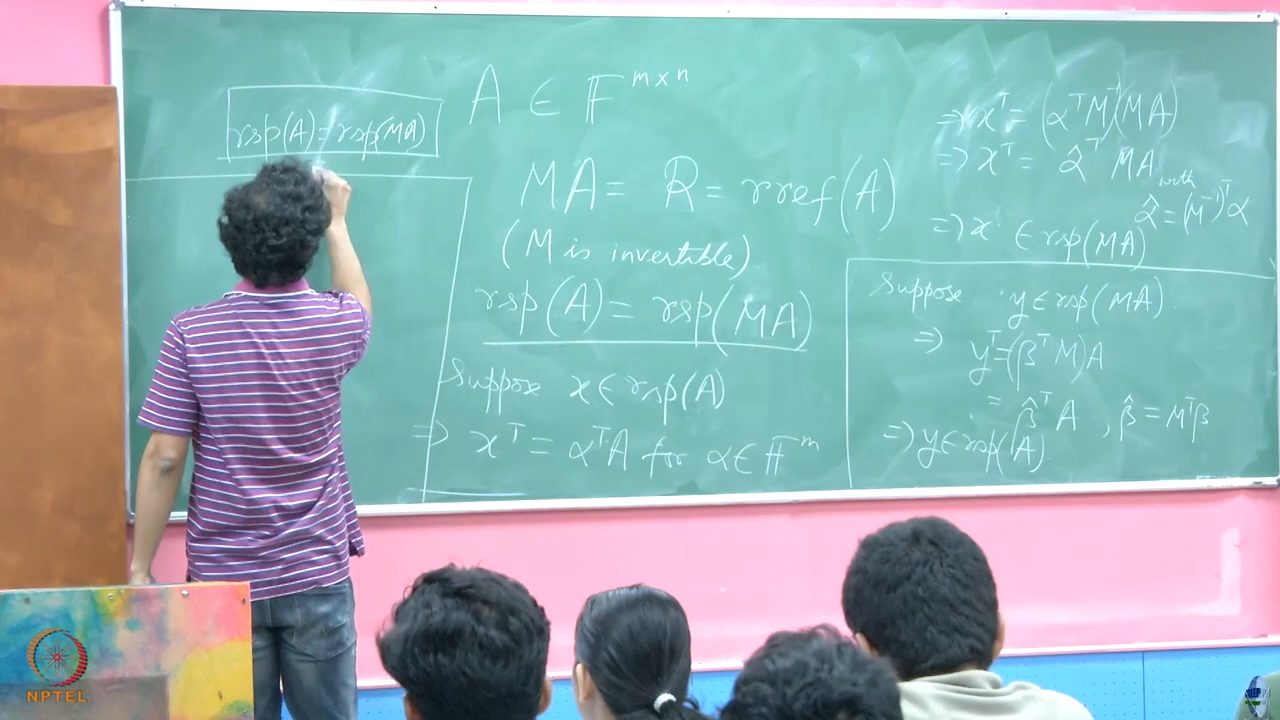 rsp(A)=rsp(MA)
A ∈ F^{m×n}
MA = R = rref(A)
(M is invertible)
rsp(A) = rsp(MA)
Suppose x ∈ rsp(A)
⇒ x^T = α^T A for α ∈ F^m
⇒ x^T = (α^T M^{-1})(MA)
⇒ x^T = α̂^T MA with
α̂ = (M^{-1})^T α
⇒ x ∈ rsp(MA)
Suppose y ∈ rsp(MA).
⇒ y^T = (β^T M)A
= β̂^T A , β̂ = M^T β
⇒ y ∈ rsp(A)
NPTEL